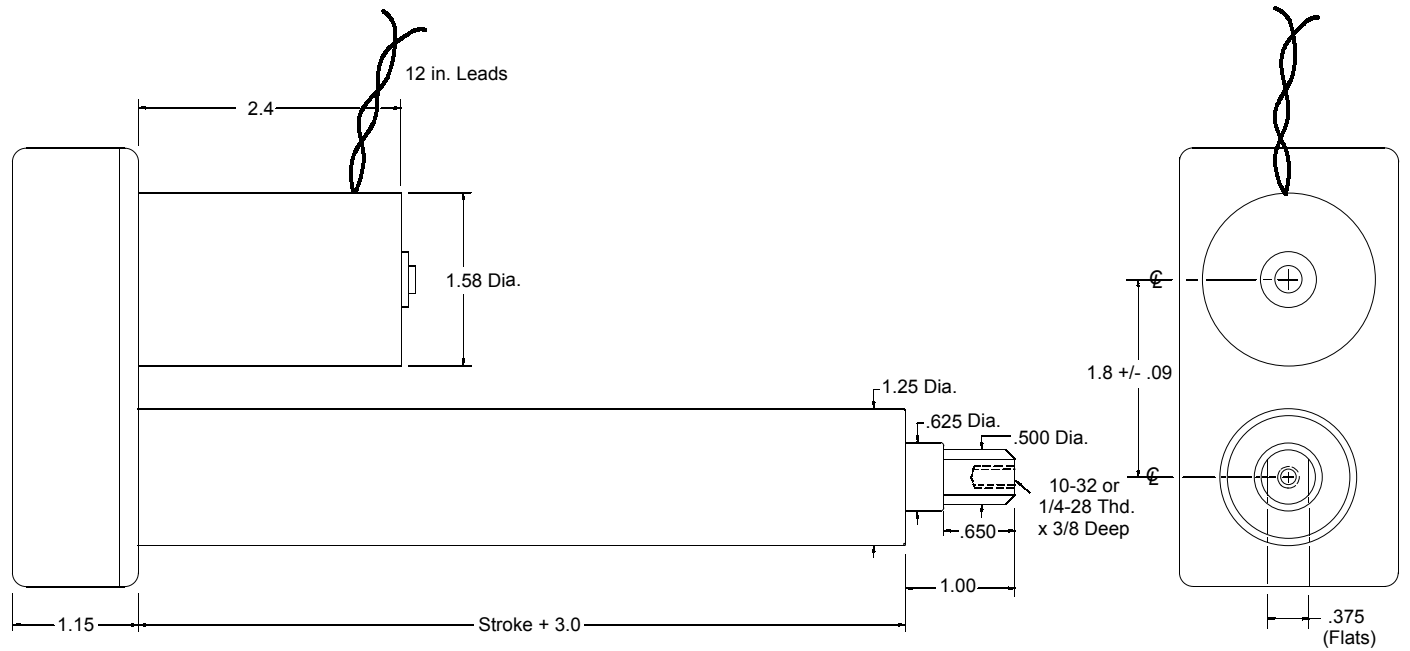 12 in. Leads
2.4
1.58 Dia.
℄
1.8 +/- .09
1.25 Dia.
.625 Dia.
.500 Dia.
℄
10-32 or
1/4-28 Thd.
x 3/8 Deep
.650
1.00
1.15
Stroke + 3.0
.375
(Flats)